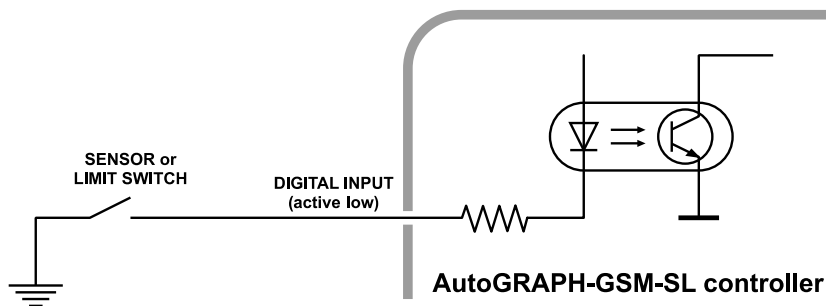 SENSOR or
LIMIT SWITCH
DIGITAL INPUT
(active low)
AutoGRAPH-GSM-SL controller